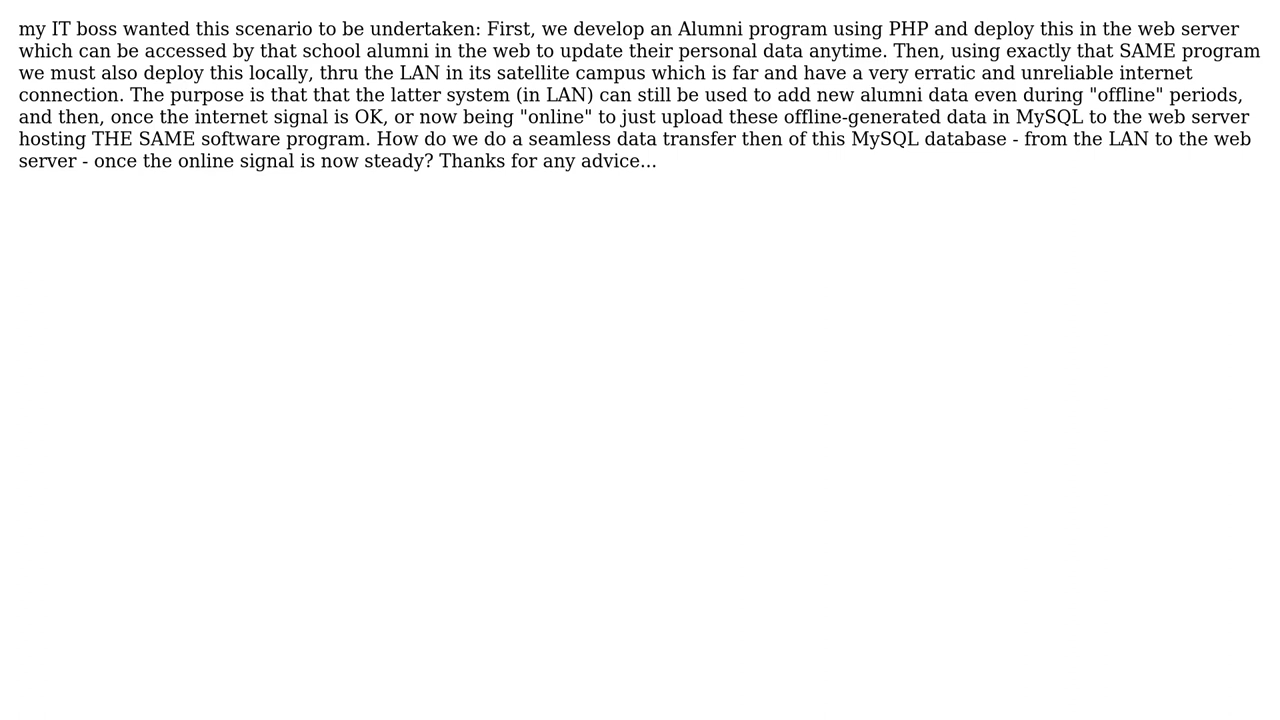 my IT boss wanted this scenario to be undertaken: First, we develop an Alumni program using PHP and deploy this in the web server
which can be accessed by that school alumni in the web to update their personal data anytime. Then, using exactly that SAME program
we must also deploy this locally, thru the LAN in its satellite campus which is far and have a very erratic and unreliable internet
connection. The purpose is that that the latter system (in LAN) can still be used to add new alumni data even during "offline" periods,
and then, once the internet signal is OK, or now being "online" to just upload these offline-generated data in MySQL to the web server
hosting THE SAME software program. How do we do a seamless data transfer then of this MySQL database - from the LAN to the web
server - once the online signal is now steady? Thanks for any advice...